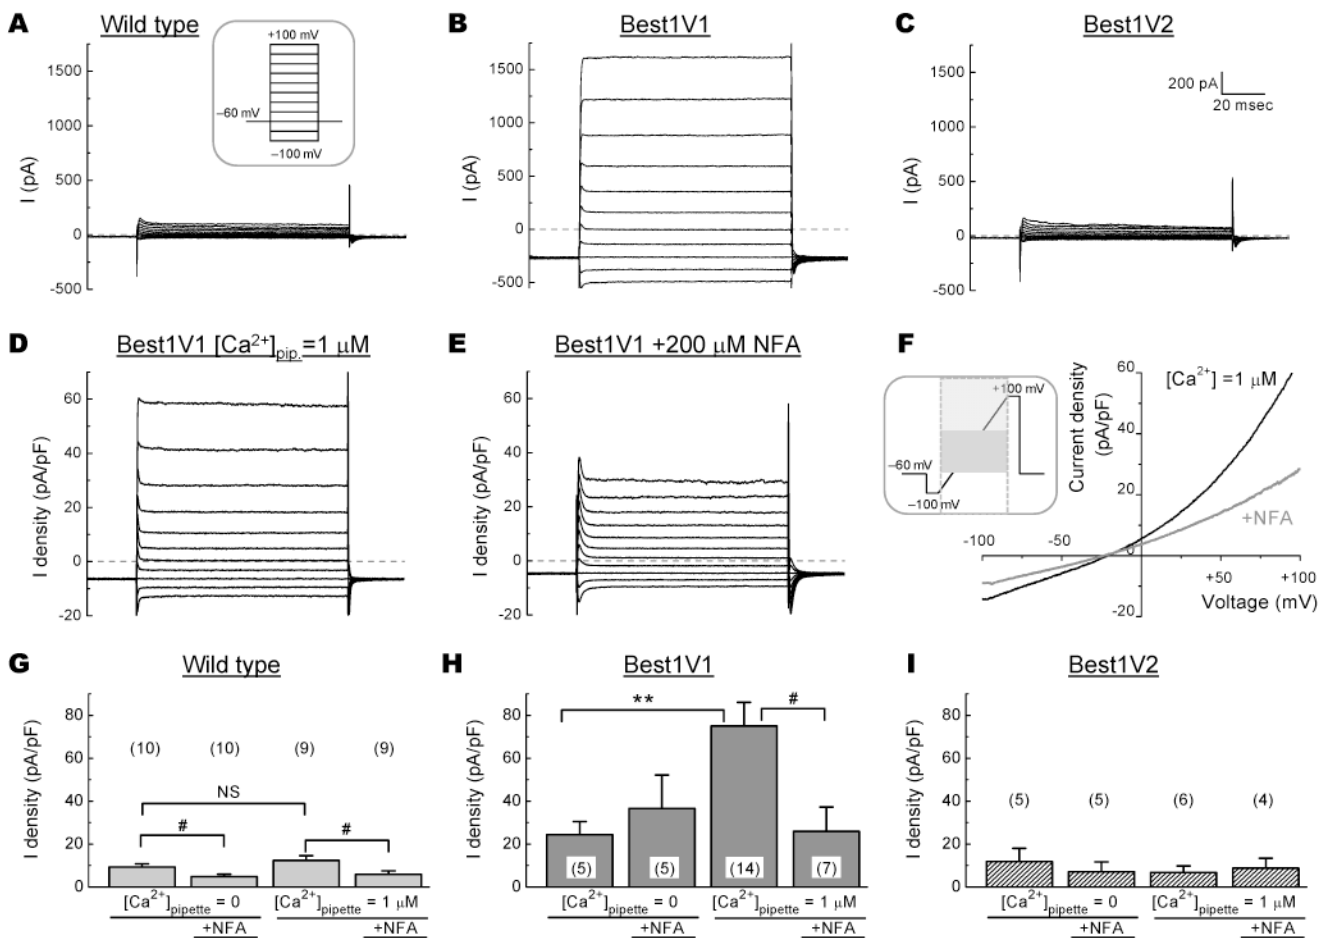 A Wild type
+100 mV
−60 mV
−100 mV
I (pA)
1500
1000
500
0
-500
B Best1V1
I (pA)
1500
1000
500
0
-500
C Best1V2
200 pA
20 msec
I (pA)
1500
1000
500
0
-500
D Best1V1 [Ca2+]pip.=1 μM
I density (pA/pF)
60
40
20
0
-20
E Best1V1 +200 μM NFA
I density (pA/pF)
60
40
20
0
-20
F
+100 mV
−60 mV
−100 mV
Current density
(pA/pF)
[Ca2+] =1 μM
60
40
20
0
-20
+NFA
-100
-50
+50
+100
Voltage (mV)
G Wild type
I density (pA/pF)
80
60
40
20
0
(10)
(10)
(9)
(9)
NS
#
#
[Ca2+]pipette = 0
[Ca2+]pipette = 1 μM
+NFA
+NFA
H Best1V1
I density (pA/pF)
80
60
40
20
0
**
#
(5)
(5)
(14)
(7)
[Ca2+]pipette = 0
[Ca2+]pipette = 1 μM
+NFA
+NFA
I Best1V2
I density (pA/pF)
80
60
40
20
0
(5)
(5)
(6)
(4)
[Ca2+]pipette = 0
[Ca2+]pipette = 1 μM
+NFA
+NFA